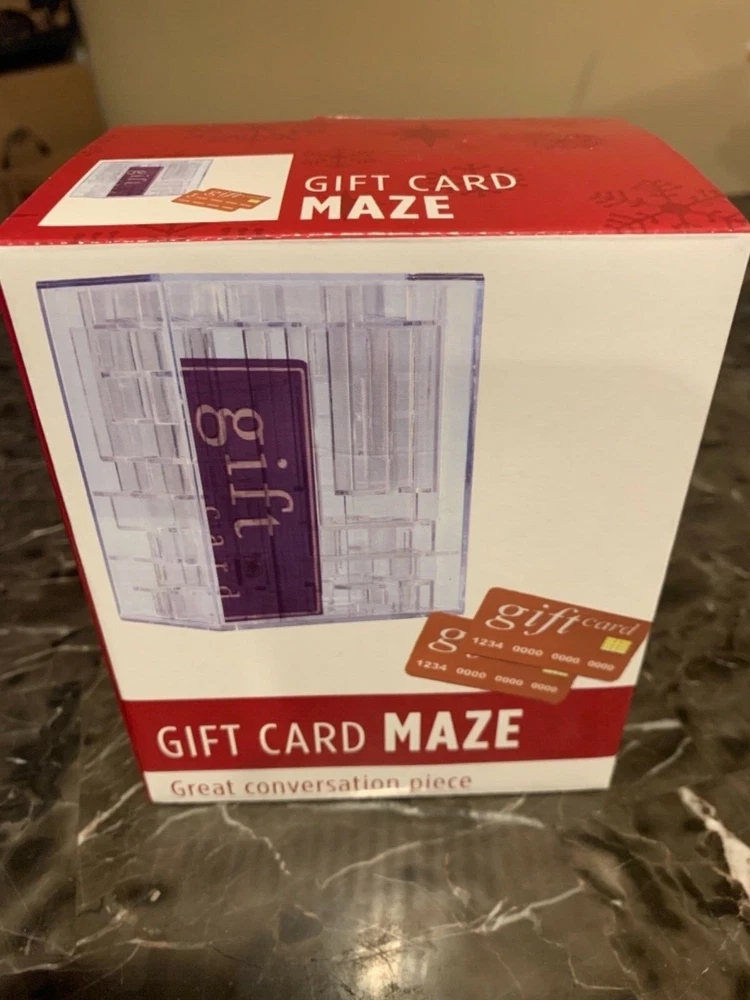 GIFT CARD
MAZE
gift
card
gift card
1234 0000 0000 0000
g
1234 0000 0000 0000
GIFT CARD MAZE
Great conversation piece